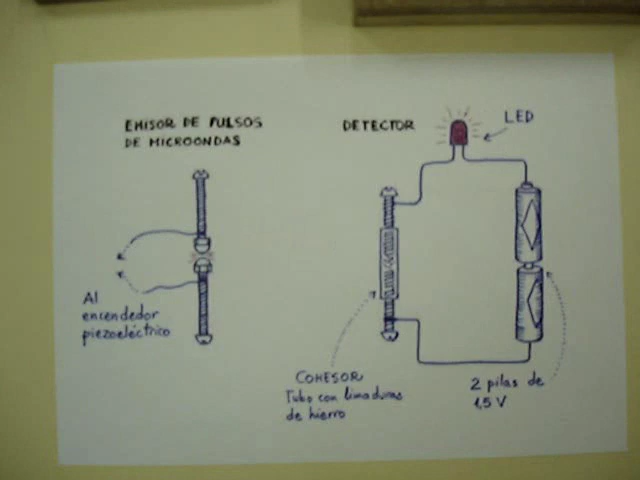 EMISOR DE PULSOS
DE MICROONDAS
DETECTOR
LED
Al
encendedor
piezoeléctrico
COHESOR
Tubo con limaduras
de hierro
2 pilas de
1,5 V